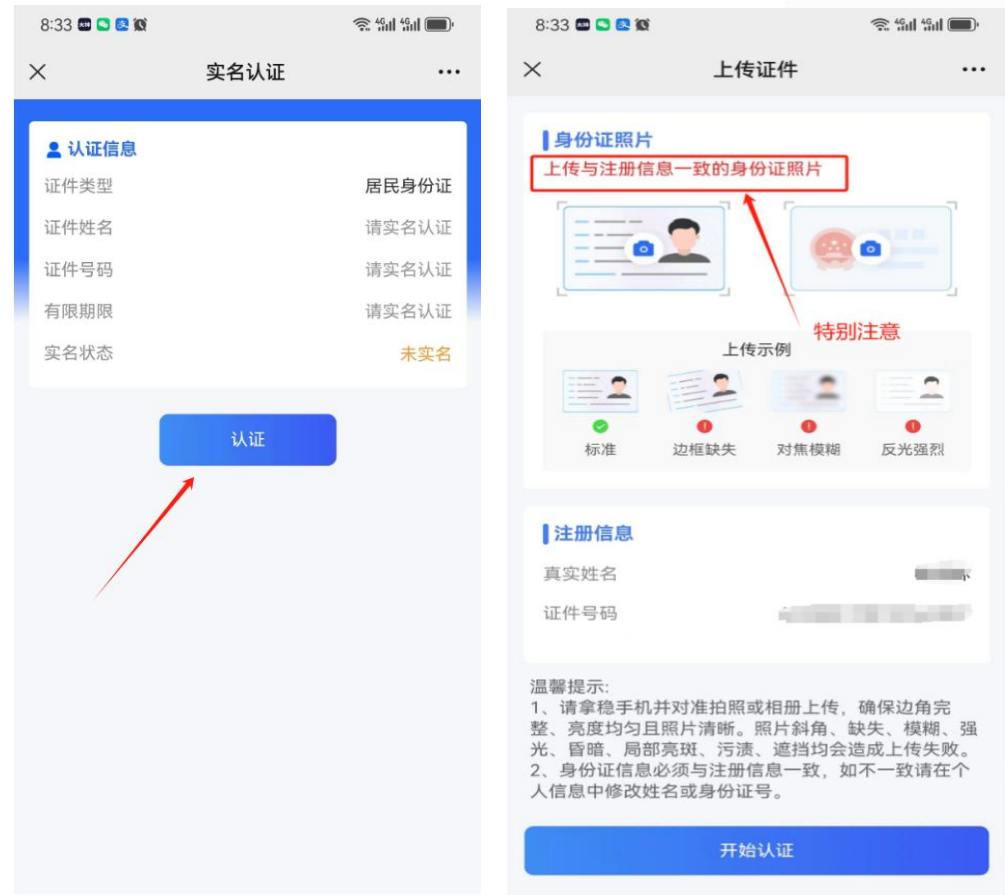 8:33
实名认证
认证信息
证件类型 居民身份证
证件姓名 请实名认证
证件号码 请实名认证
有限期限 请实名认证
实名状态 未实名
认证
8:33
上传证件
身份证照片
上传与注册信息一致的身份证照片
特别注意
上传示例
标准 边框缺失 对焦模糊 反光强烈
注册信息
真实姓名
证件号码
温馨提示:
1、请拿稳手机并对准拍照或相册上传，确保边角完
整、亮度均匀且照片清晰。照片斜角、缺失、模糊、强
光、昏暗、局部亮斑、污渍、遮挡均会造成上传失败。
2、身份证信息必须与注册信息一致，如不一致请在个
人信息中修改姓名或身份证号。
开始认证